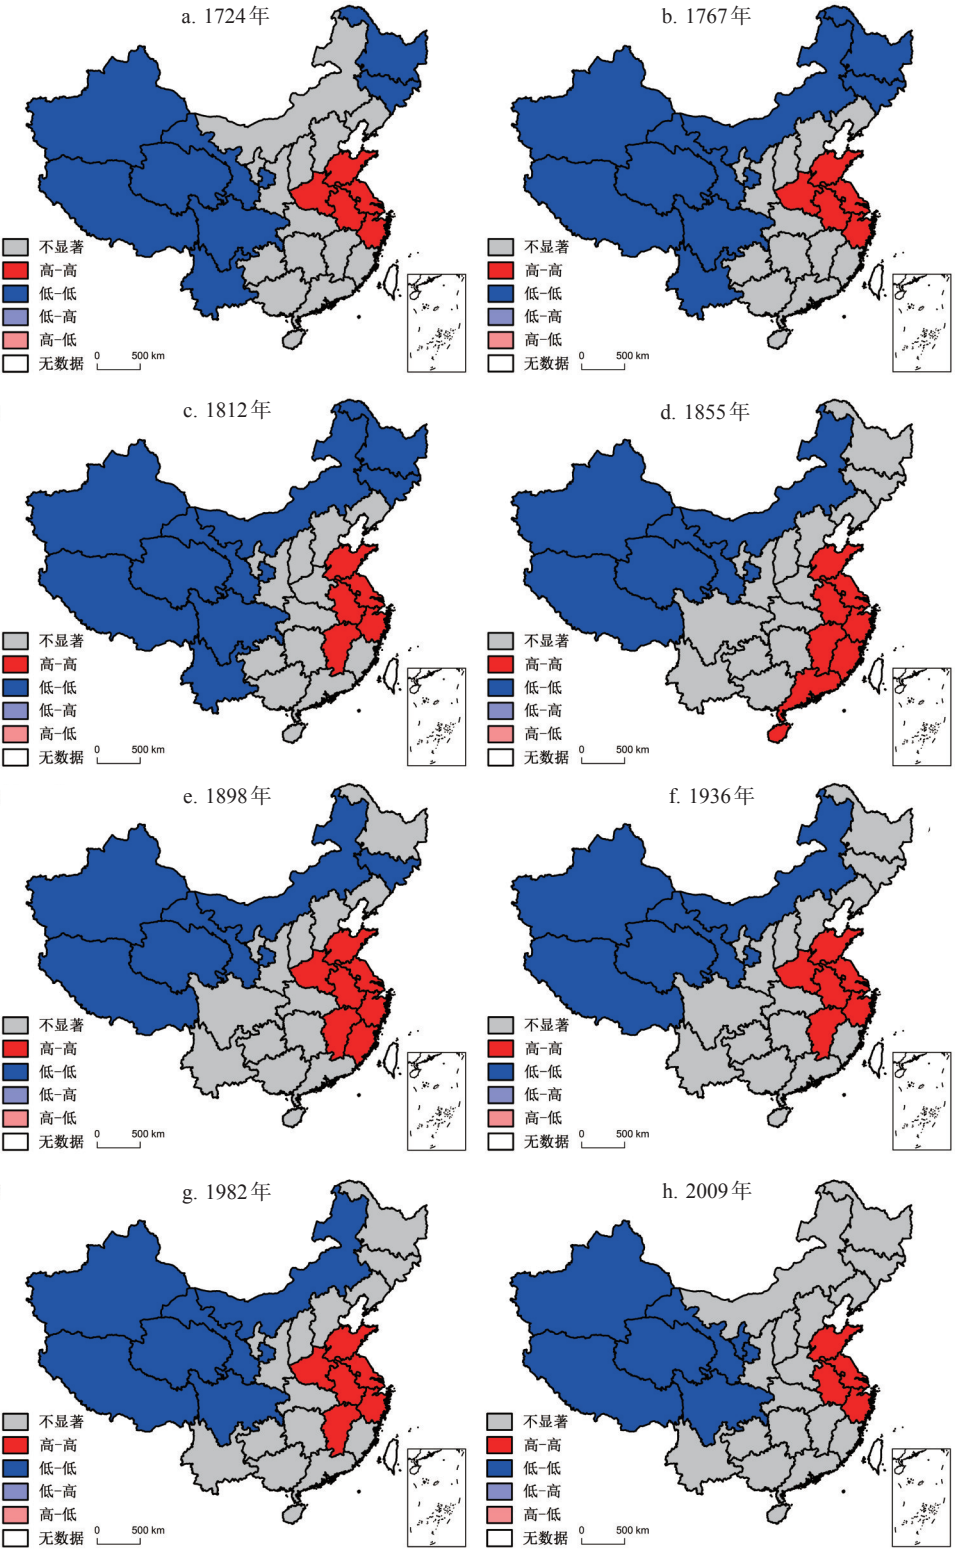 a. 1724年
不显著
高-高
低-低
低-高
高-低
无数据
0 500 km
b. 1767年
不显著
高-高
低-低
低-高
高-低
无数据
0 500 km
c. 1812年
不显著
高-高
低-低
低-高
高-低
无数据
0 500 km
d. 1855年
不显著
高-高
低-低
低-高
高-低
无数据
0 500 km
e. 1898年
不显著
高-高
低-低
低-高
高-低
无数据
0 500 km
f. 1936年
不显著
高-高
低-低
低-高
高-低
无数据
0 500 km
g. 1982年
不显著
高-高
低-低
低-高
高-低
无数据
0 500 km
h. 2009年
不显著
高-高
低-低
低-高
高-低
无数据
0 500 km